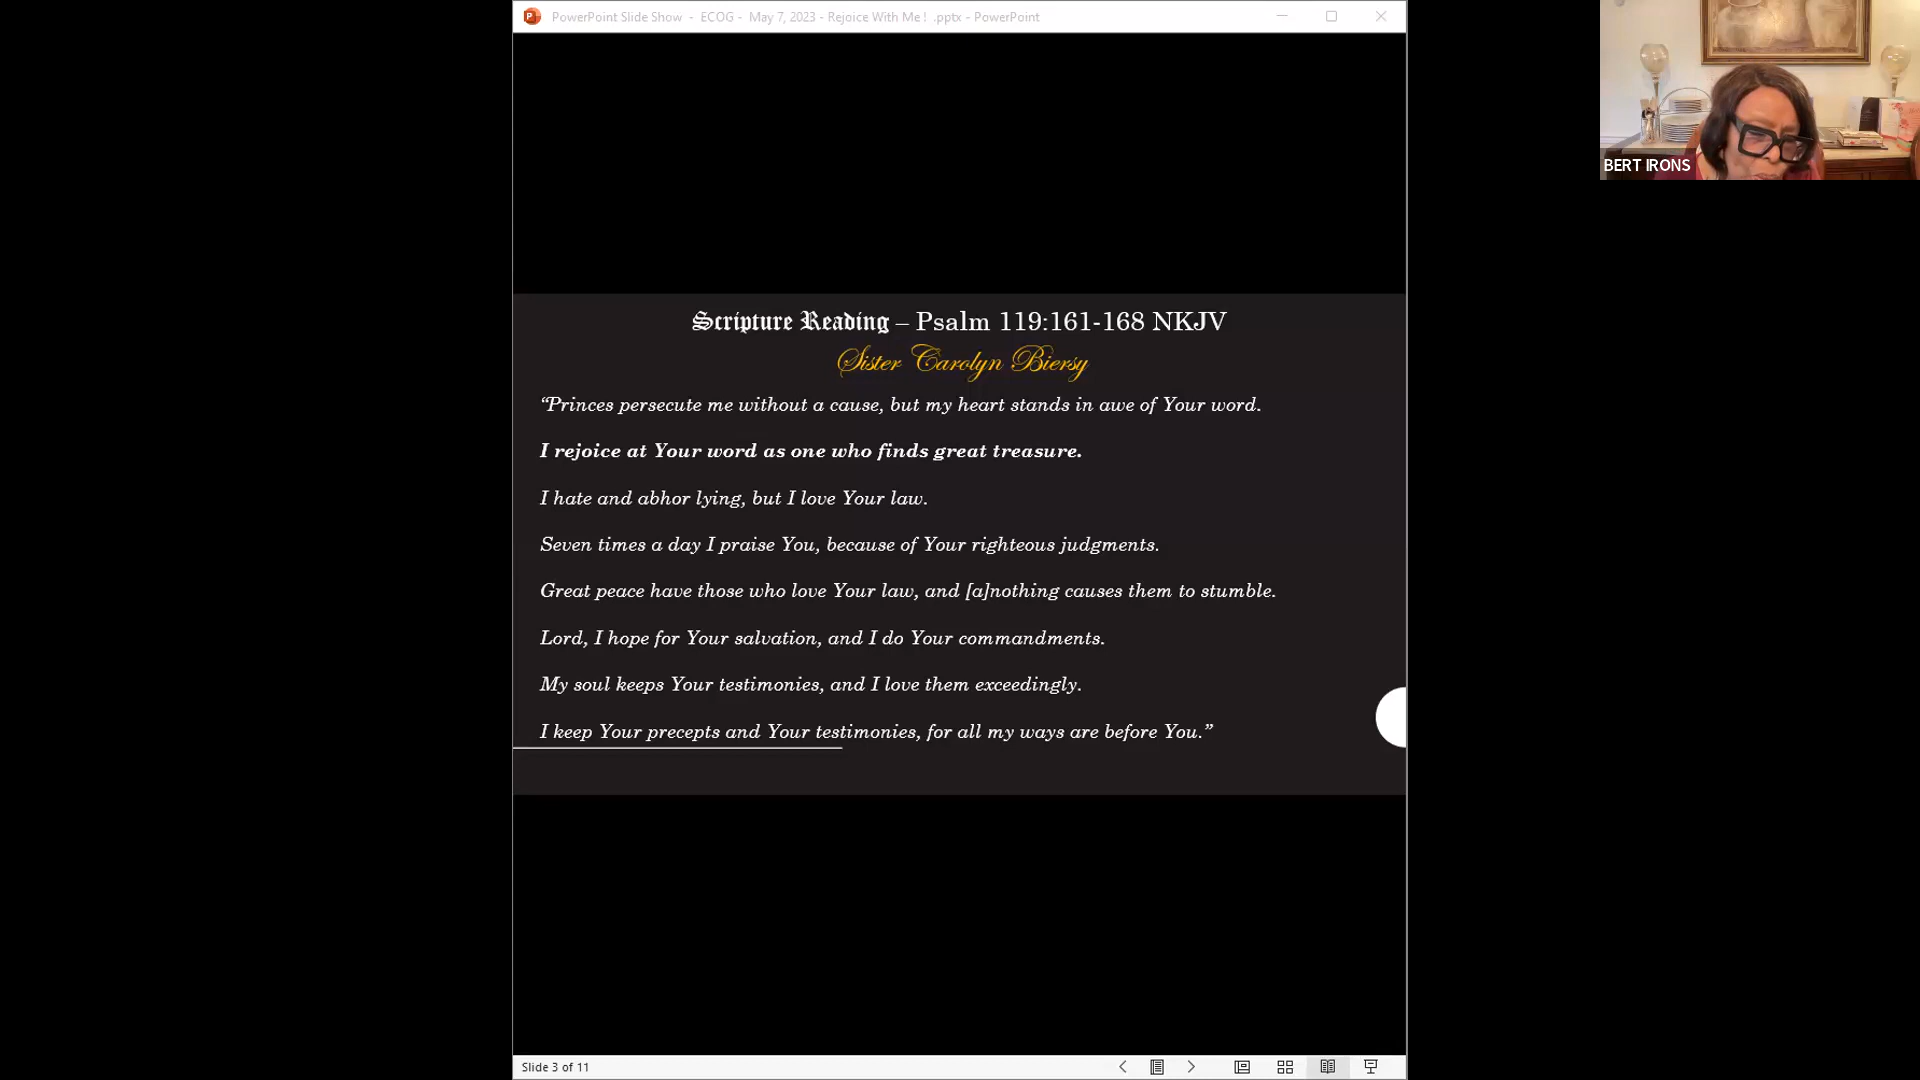 PowerPoint Slide Show - ECOG - May 7, 2023 - Rejoice With Me ! .pptx - PowerPoint
BERT IRONS
Scripture Reading – Psalm 119:161-168 NKJV
Sister Carolyn Biersy
“Princes persecute me without a cause, but my heart stands in awe of Your word.
I rejoice at Your word as one who finds great treasure.
I hate and abhor lying, but I love Your law.
Seven times a day I praise You, because of Your righteous judgments.
Great peace have those who love Your law, and [a]nothing causes them to stumble.
Lord, I hope for Your salvation, and I do Your commandments.
My soul keeps Your testimonies, and I love them exceedingly.
I keep Your precepts and Your testimonies, for all my ways are before You.”
Slide 3 of 11